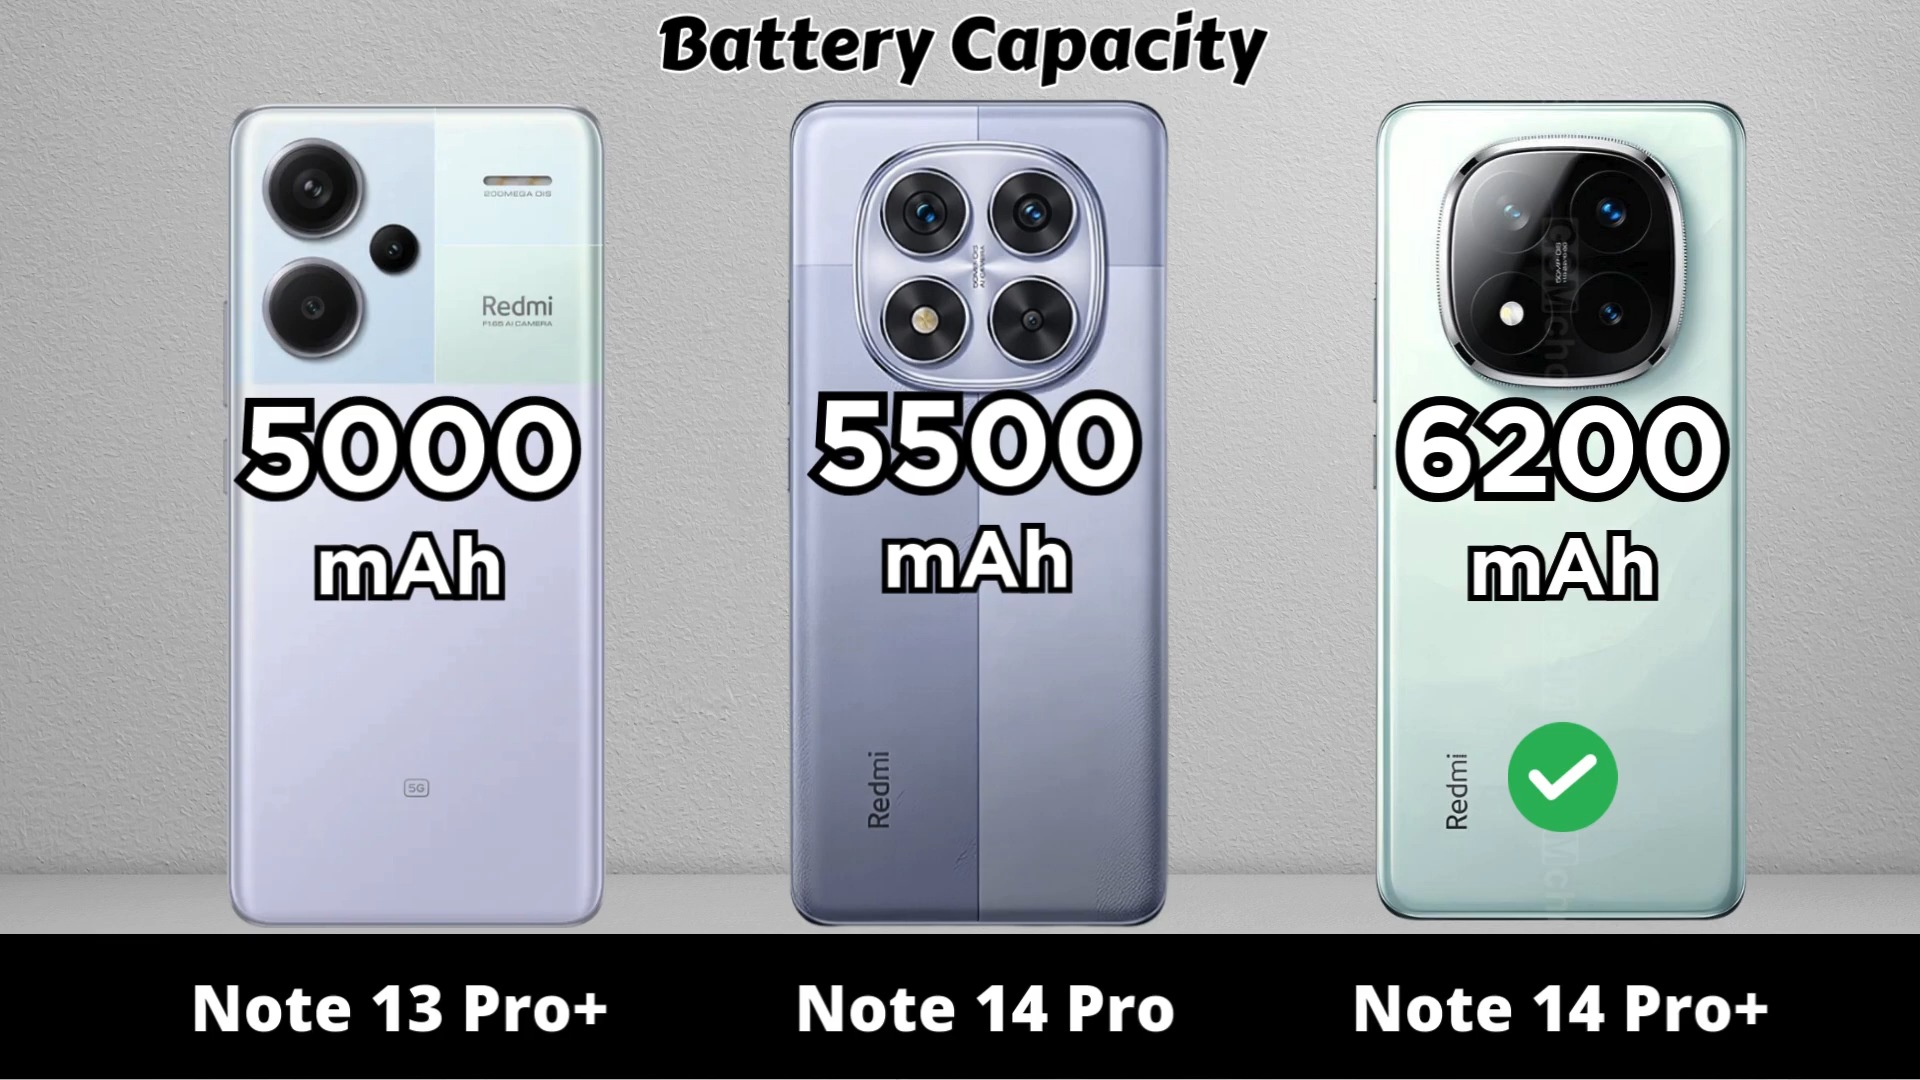 Battery Capacity
200MEGA OIS
Redmi
F1.65 AI CAMERA
5000
mAh
5G
5500
mAh
Redmi
6200
mAh
Redmi
Note 13 Pro+
Note 14 Pro
Note 14 Pro+